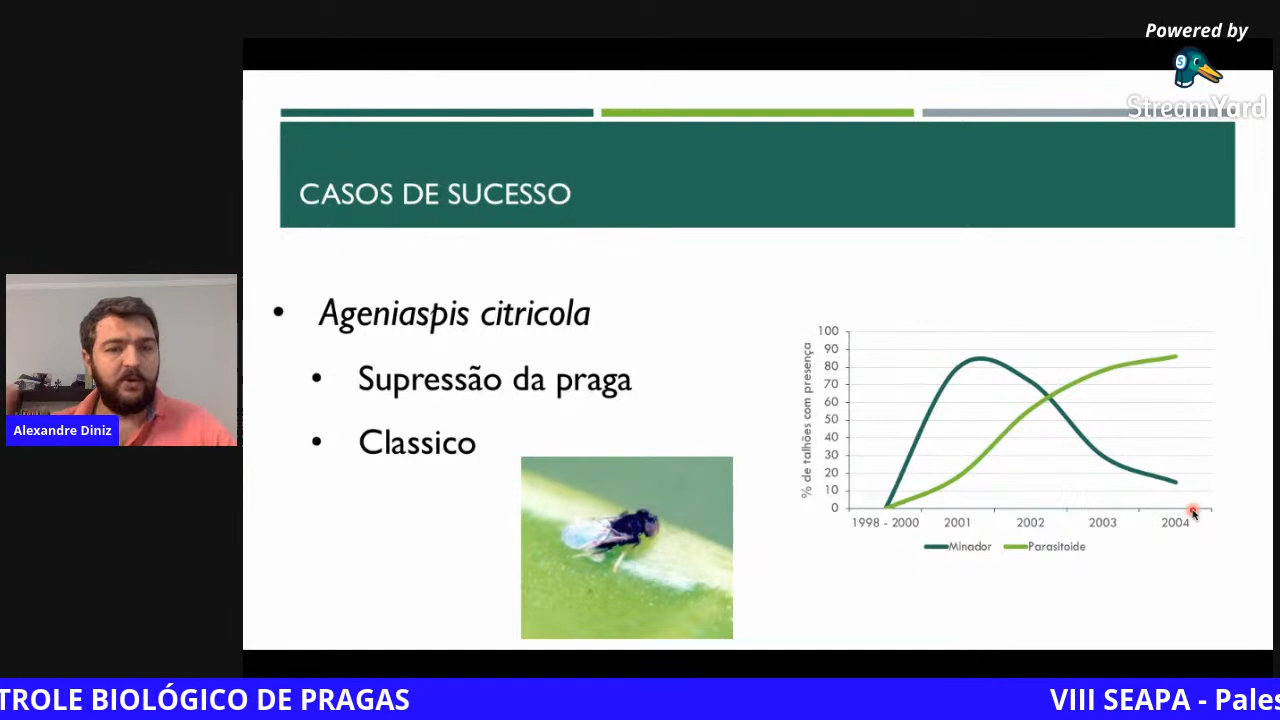 Powered by
StreamYard
CASOS DE SUCESSO
• Ageniaspis citricola
• Supressão da praga
• Classico
Alexandre Diniz
% de talhões com presença
100
90
80
70
60
50
40
30
20
10
0
1998 - 2000 2001 2002 2003 2004
Minador Parasitoide
TROLE BIOLÓGICO DE PRAGAS VIII SEAPA - Pales